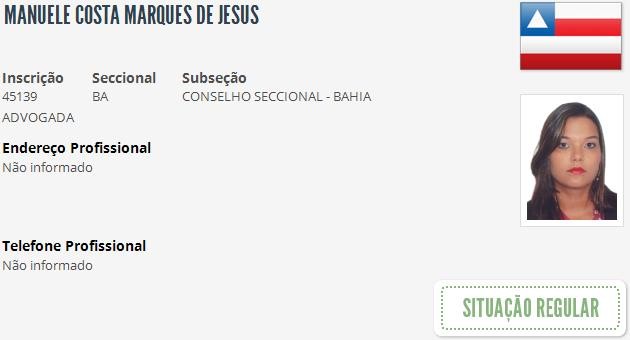 MANUELE COSTA MARQUES DE JESUS
Inscrição Seccional Subseção
45139 BA CONSELHO SECCIONAL - BAHIA
ADVOGADA
Endereço Profissional
Não informado
Telefone Profissional
Não informado
SITUAÇÃO REGULAR